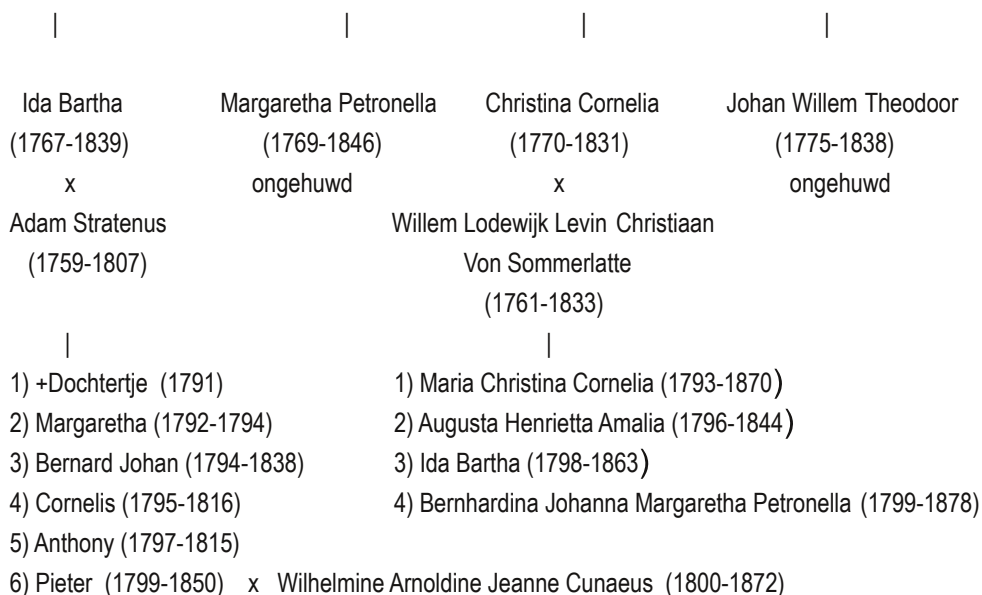 | | | |
Ida Bartha Margaretha Petronella Christina Cornelia Johan Willem Theodoor
(1767-1839) (1769-1846) (1770-1831) (1775-1838)
x ongehuwd x ongehuwd
Adam Stratenus Willem Lodewijk Levin Christiaan
(1759-1807) Von Sommerlatte
(1761-1833)
| |
1) +Dochtertje (1791) 1) Maria Christina Cornelia (1793-1870)
2) Margaretha (1792-1794) 2) Augusta Henrietta Amalia (1796-1844)
3) Bernard Johan (1794-1838) 3) Ida Bartha (1798-1863)
4) Cornelis (1795-1816) 4) Bernhardina Johanna Margaretha Petronella (1799-1878)
5) Anthony (1797-1815)
6) Pieter (1799-1850) x Wilhelmine Arnoldine Jeanne Cunaeus (1800-1872)